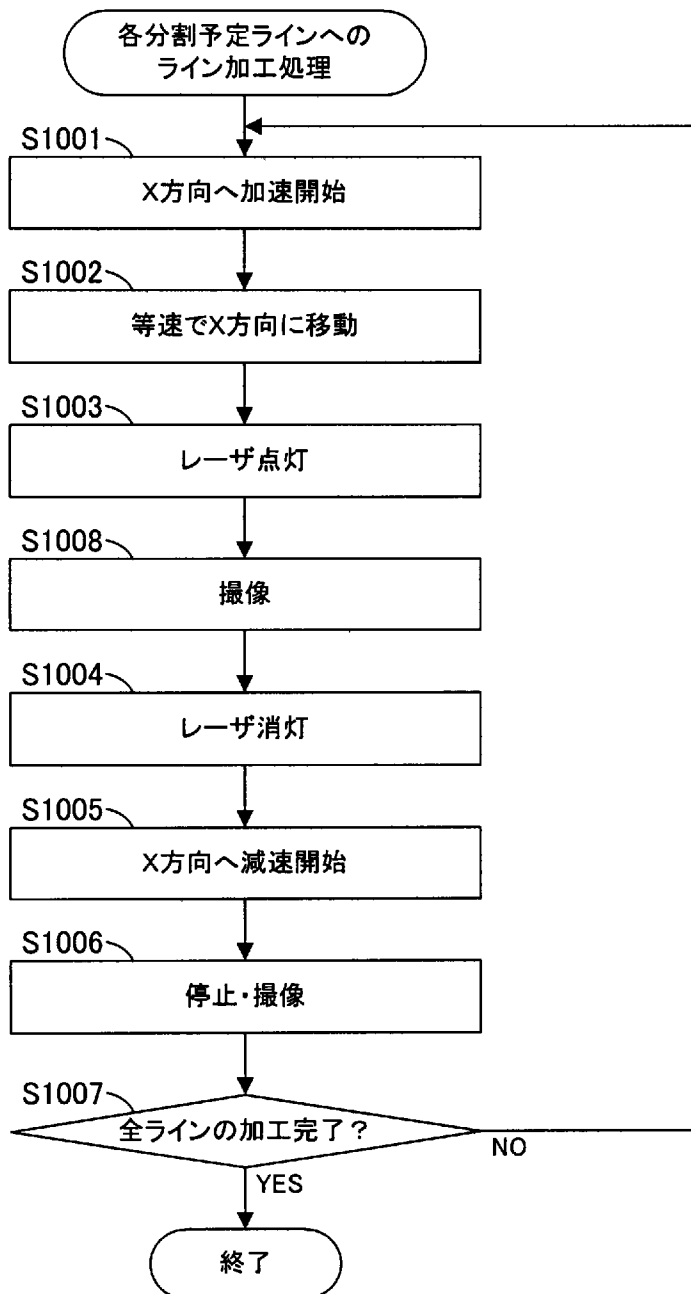 各分割予定ラインへの
ライン加工処理
S1001
X方向へ加速開始
S1002
等速でX方向に移動
S1003
レーザ点灯
S1008
撮像
S1004
レーザ消灯
S1005
X方向へ減速開始
S1006
停止・撮像
S1007
全ラインの加工完了？
NO
YES
終了